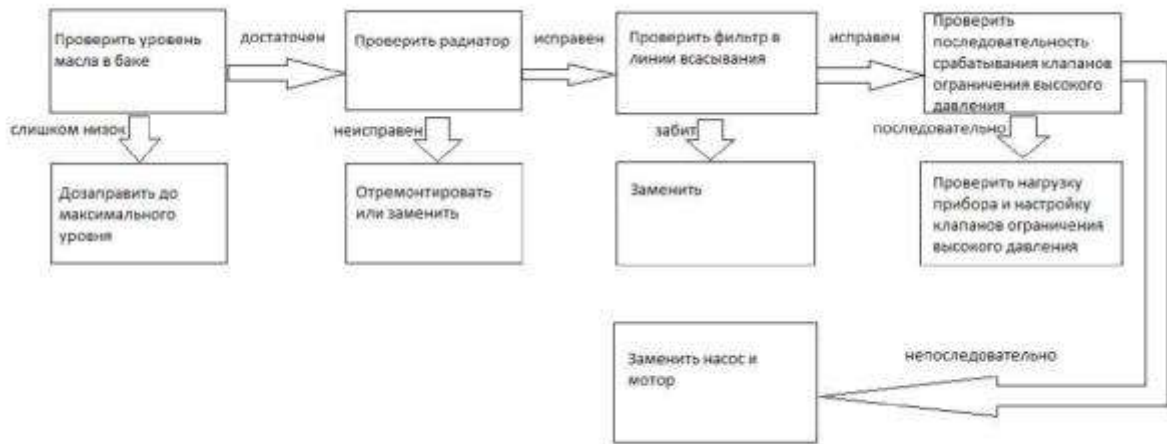 Проверить уровень
масла в баке
достаточен
Проверить радиатор
исправен
Проверить фильтр в
линии всасывания
исправен
Проверить
последовательность
срабатывания клапанов
ограничения высокого
давления
слишком низок
неисправен
забит
последовательно
Дозаправить до
максимального
уровня
Отремонтировать
или заменить
Заменить
Проверить нагрузку
прибора и настройку
клапанов ограничения
высокого давления
Заменить насос и
мотор
непоследовательно